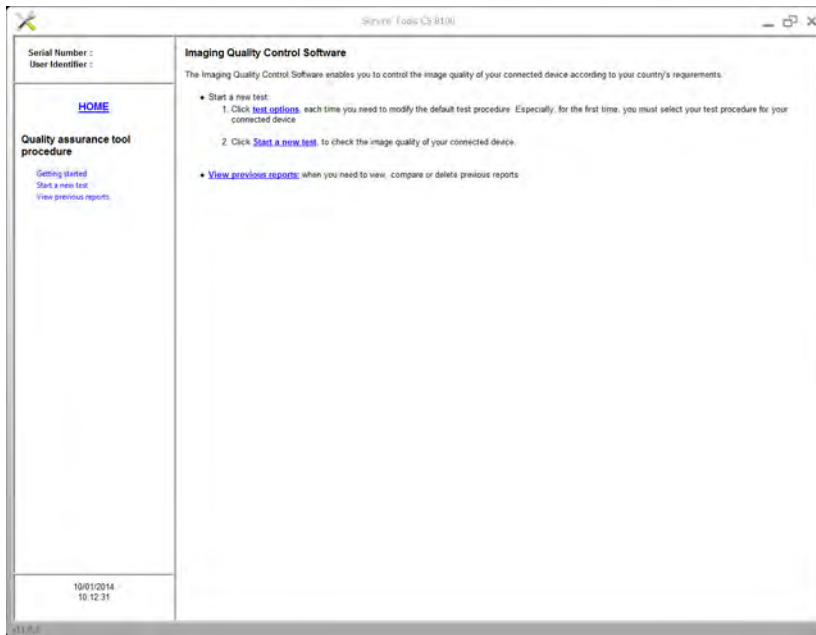 Service Tools CS 8100
Serial Number :
User Identifier :
HOME
Quality assurance tool
procedure
Getting started
Start a new test
View previous reports
10/01/2014
10:12:31
Imaging Quality Control Software
The Imaging Quality Control Software enables you to control the image quality of your connected device according to your country's requirements.
• Start a new test:
1. Click test options, each time you need to modify the default test procedure. Especially, for the first time, you must select your test procedure for your
connected device
2. Click Start a new test, to check the image quality of your connected device.
• View previous reports: when you need to view, compare or delete previous reports